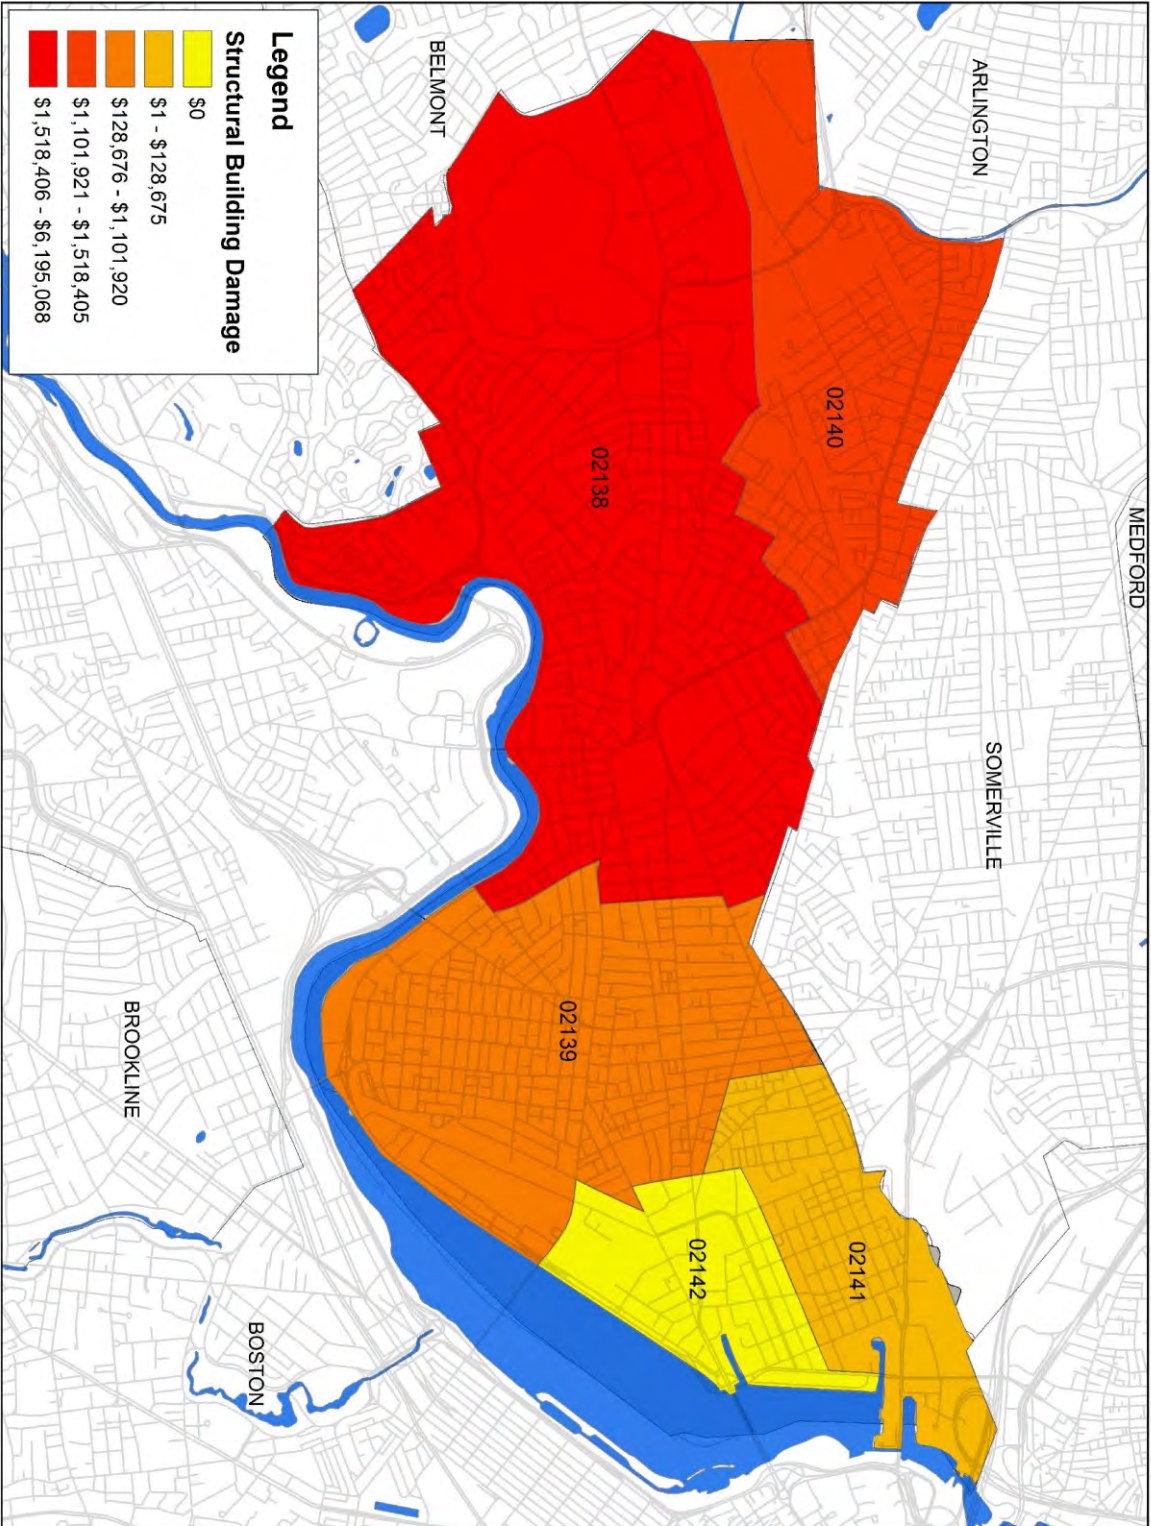 ARLINGTON
MEDFORD
BELMONT
02140
SOMERVILLE
02138
02139
02141
02142
BROOKLINE
BOSTON
Legend
Structural Building Damage
$0
$1 - $128,675
$128,676 - $1,101,920
$1,101,921 - $1,518,405
$1,518,406 - $6,195,068